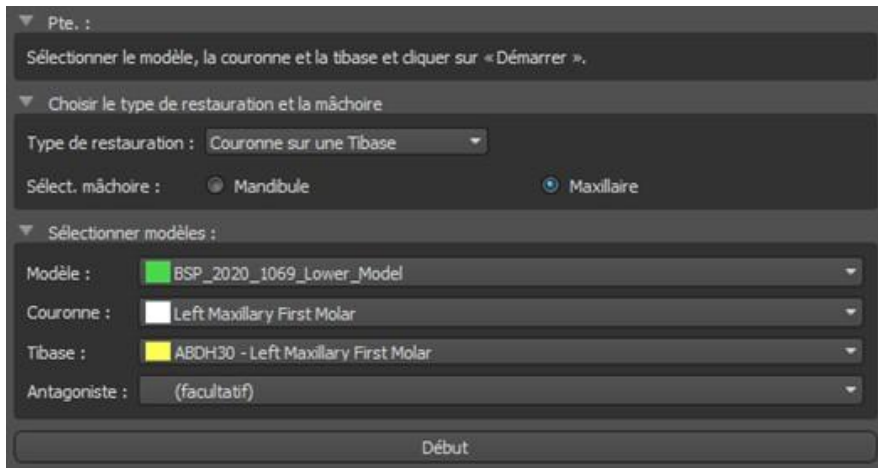 Pte. :
Sélectionner le modèle, la couronne et la tibase et cliquer sur «Démarrer ».
Choisir le type de restauration et la mâchoire
Type de restauration : Couronne sur une Tibase
Sélect. mâchoire : Mandibule Maxillaire
Sélectionner modèles :
Modèle : BSP_2020_1069_Lower_Model
Couronne : Left Maxillary First Molar
Tibase : ABDH30 - Left Maxillary First Molar
Antagoniste : (facultatif)
Début